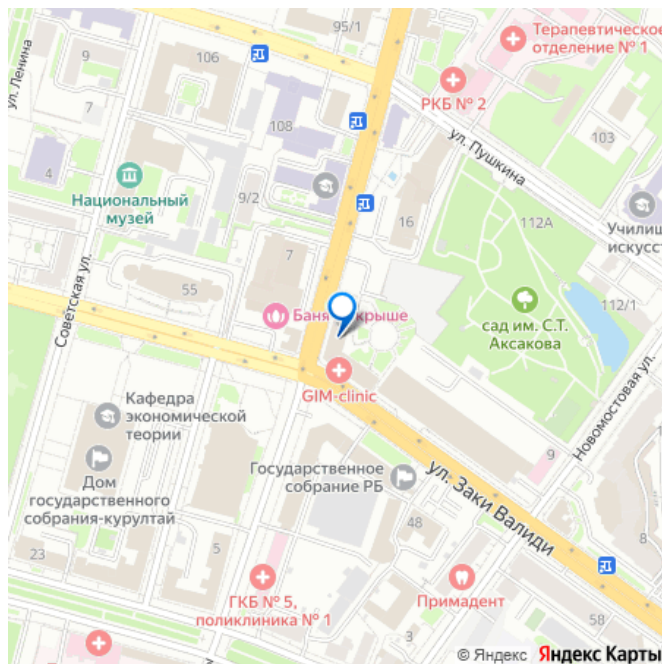 95/1
Терапевтическое
отделение № 1
ул. Ленина
9
106
РКБ № 2
7
108
ул. Пушкина
103
4
Национальный
музей
9/2
16
112А
Училищ
искусст
Советская ул.
7
55
Баня
крыше
сад им. С.Т.
Аксакова
112/1
GIM-clinic
Новомостовая ул.
Кафедра
экономической
теории
Государственное
собрание РБ
ул. Заки Валиди
9
Дом
государственного
собрания-курултай
48
23
5
8
ГКБ № 5,
поликлиника № 1
Примадент
58
© Яндекс Яндекс Карты